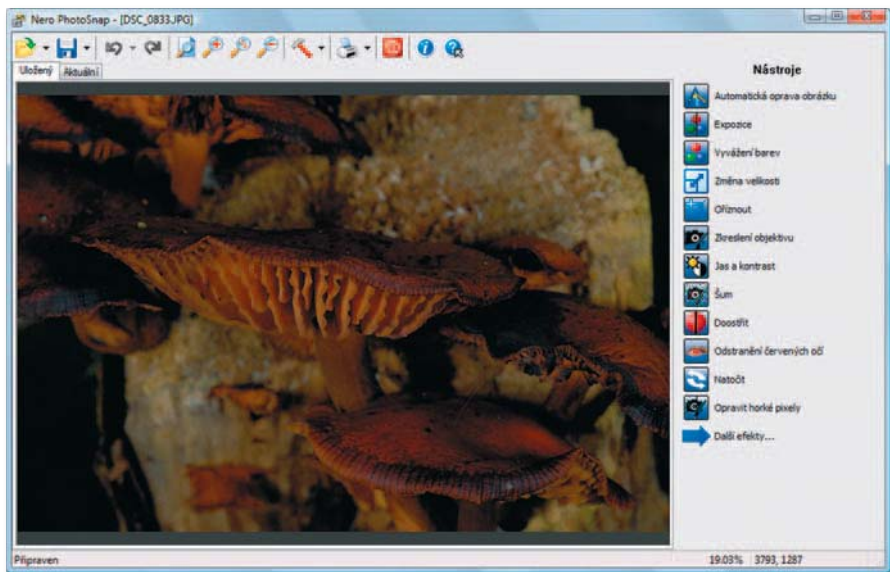 Nero PhotoSnap - [DSC_0833.JPG]
Uložený Aktuální
Nástroje
Automatická oprava obrázku
Expozice
Vyvážení barev
Změna velikosti
Oříznout
Zkreslení objektivu
Jas a kontrast
Šum
Doostřit
Odstranění červených očí
Natočit
Opravit horké pixely
Další efekty...
Připraven 19.03% 3793, 1287